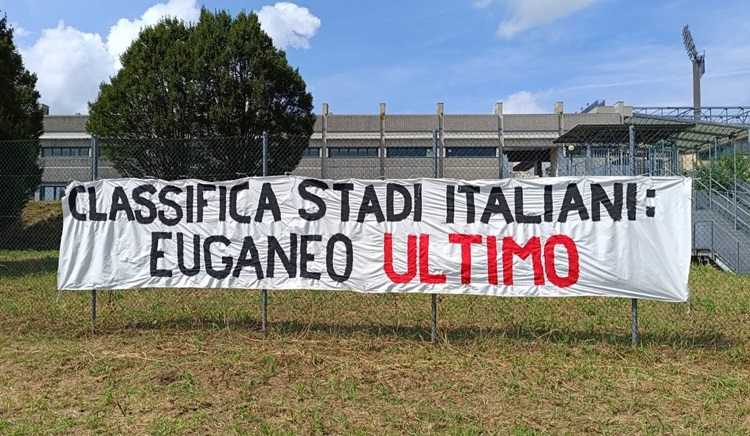 CLASSIFICA STADI ITALIANI:
EUGANEO ULTIMO